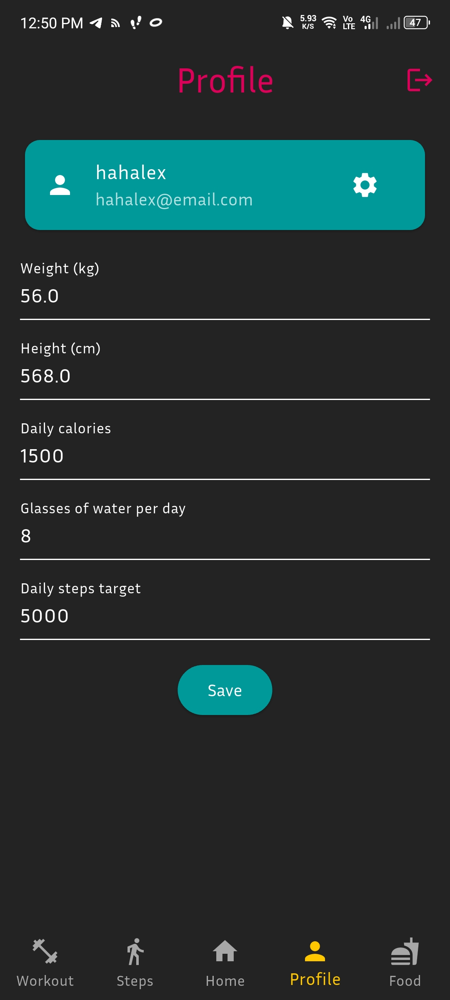 12:50 PM 5.93 K/S Vo LTE 4G 47
Profile
hahalex
hahalex@email.com
Weight (kg)
56.0
Height (cm)
568.0
Daily calories
1500
Glasses of water per day
8
Daily steps target
5000
Save
Workout Steps Home Profile Food